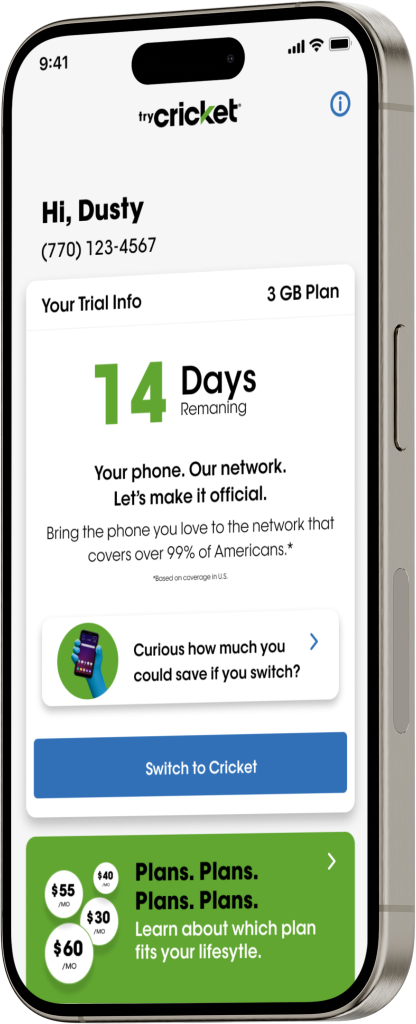 9:41
trycricket
Hi, Dusty
(770) 123-4567
Your Trial Info
3 GB Plan
14 Days
Remaning
Your phone. Our network.
Let's make it official.
Bring the phone you love to the network that
covers over 99% of Americans.*
*Based on coverage in U.S.
Curious how much you
could save if you switch?
Switch to Cricket
$55
/MO
$40
/MO
$30
/MO
$60
/MO
Plans. Plans.
Plans. Plans.
Learn about which plan
fits your lifesytle.